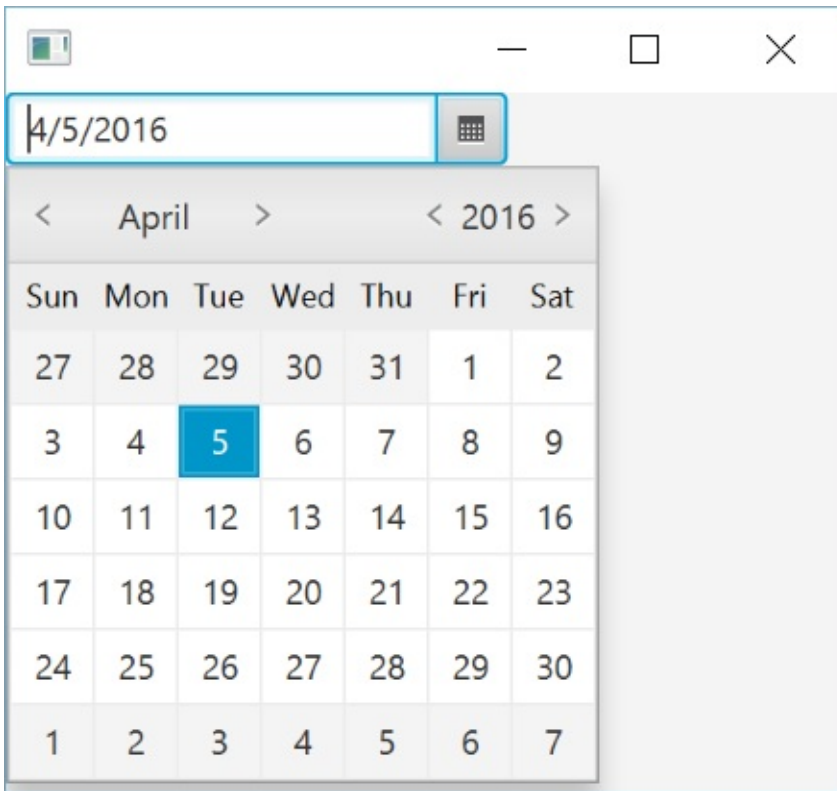 4/5/2016
< April > < 2016 >
Sun Mon Tue Wed Thu Fri Sat
27 28 29 30 31 1 2
3 4 5 6 7 8 9
10 11 12 13 14 15 16
17 18 19 20 21 22 23
24 25 26 27 28 29 30
1 2 3 4 5 6 7